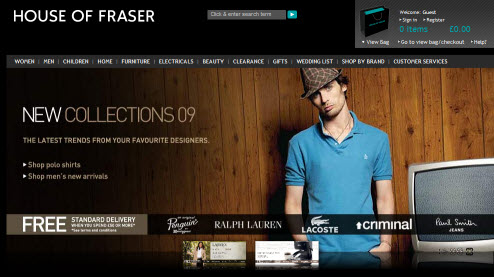 HOUSE OF FRASER
Click & enter search term
Welcome: Guest
Sign in Register
0 items £0.00
View Bag Go to view bag/checkout Help?
WOMEN | MEN | CHILDREN | HOME | FURNITURE | ELECTRICALS | BEAUTY | CLEARANCE | GIFTS | WEDDING LIST | SHOP BY BRAND | CUSTOMER SERVICES
NEW COLLECTIONS 09
THE LATEST TRENDS FROM YOUR FAVOURITE DESIGNERS.
Shop polo shirts
Shop men's new arrivals
FREE STANDARD DELIVERY
WHEN YOU SPEND £50 OR MORE
*See terms and conditions
an original Penguin
RALPH LAUREN
LACOSTE
criminal
Paul Smith
JEANS